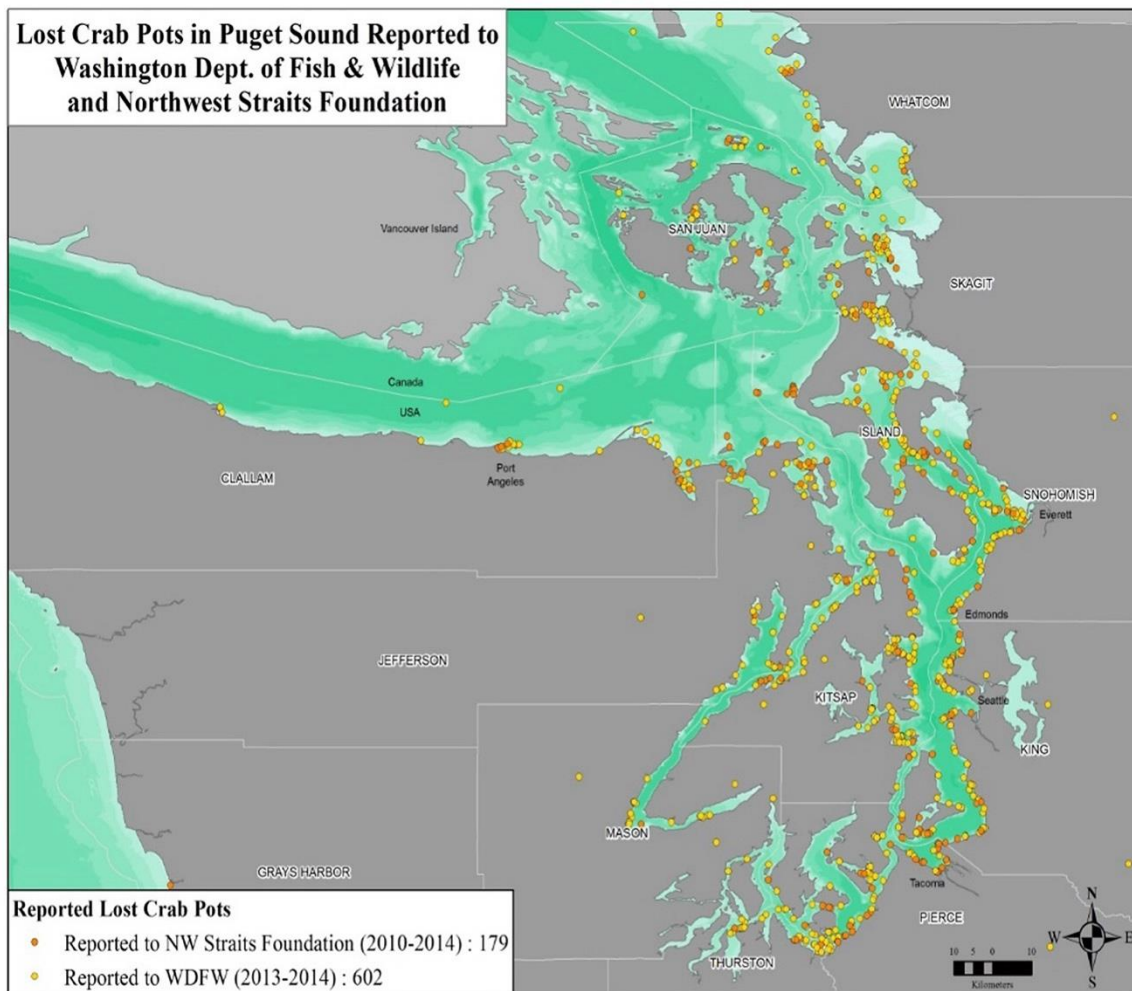 Lost Crab Pots in Puget Sound Reported to
Washington Dept. of Fish & Wildlife
and Northwest Straits Foundation
WHATCOM
Vancouver Island
SAN JUAN
SKAGIT
Canada
USA
ISLAND
Port
Angeles
CLALLAM
SNOHOMISH
Everett
Edmonds
JEFFERSON
KITSAP
Seattle
KING
MASON
GRAYS HARBOR
Tacoma
PIERCE
THURSTON
Reported Lost Crab Pots
Reported to NW Straits Foundation (2010-2014) : 179
Reported to WDFW (2013-2014) : 602
N
W E
S
10 5 0 10
Kilometers